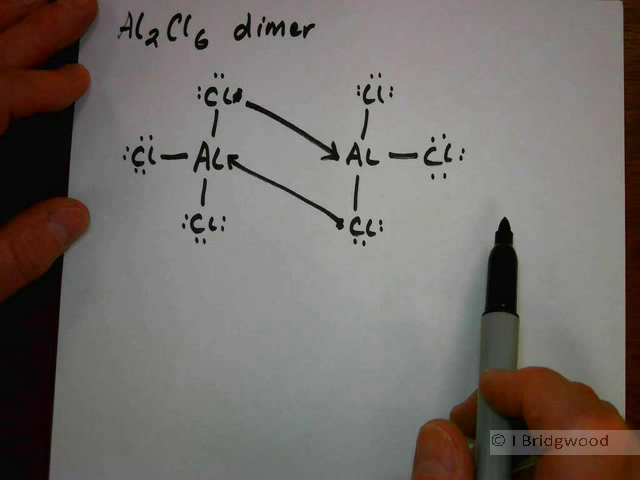 Al2Cl6 dimer
:Cl: :Cl:
:Cl — Al Al — Cl:
:Cl: :Cl:
© I Bridgwood